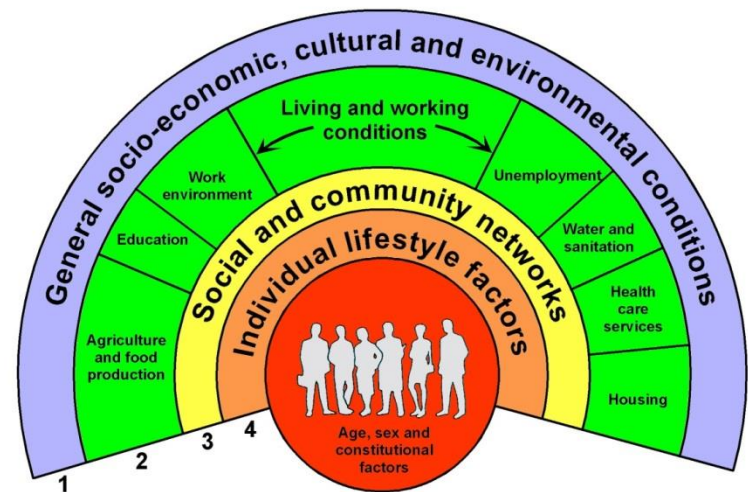 General socio-economic, cultural and environmental conditions
Living and working
conditions
Work
environment
Unemployment
Education
Water and
sanitation
Agriculture
and food
production
Health
care
services
Housing
Social and community networks
Individual lifestyle factors
Age, sex and
constitutional
factors
1
2
3
4